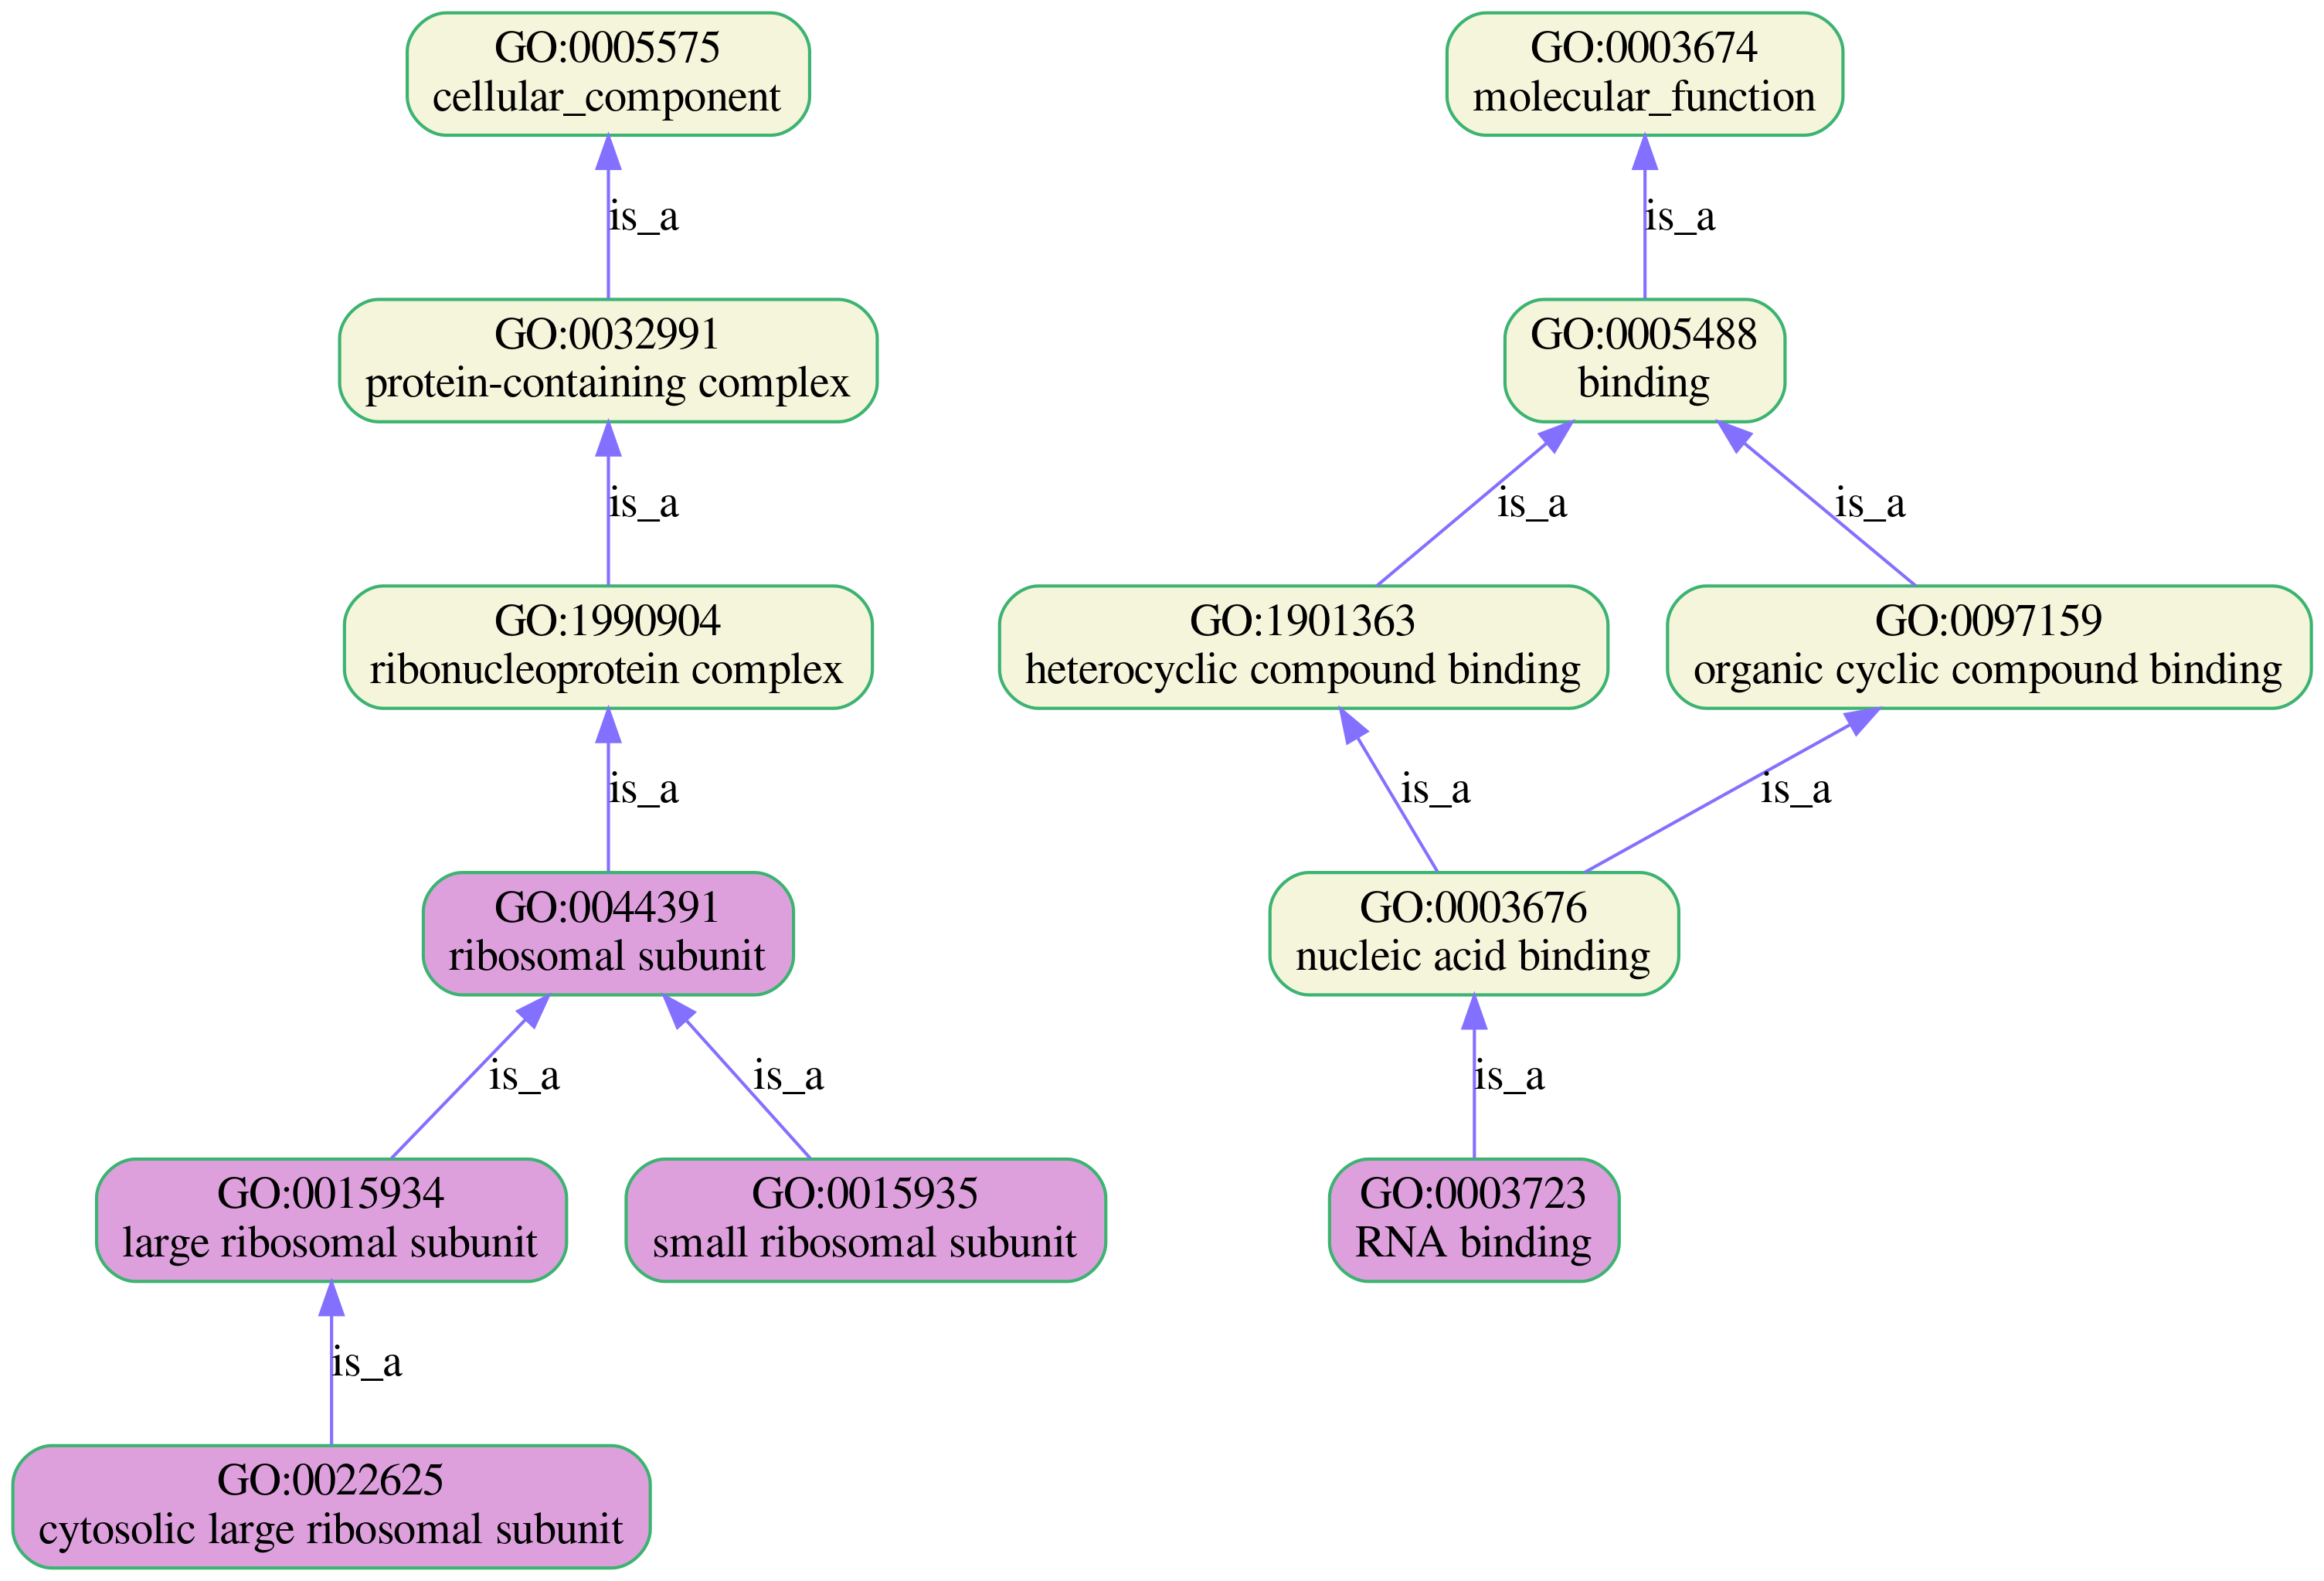 GO:0005575
cellular_component
GO:0003674
molecular_function
is_a
is_a
GO:0032991
protein-containing complex
GO:0005488
binding
is_a
is_a
is_a
GO:1990904
ribonucleoprotein complex
GO:1901363
heterocyclic compound binding
GO:0097159
organic cyclic compound binding
is_a
is_a
is_a
GO:0044391
ribosomal subunit
GO:0003676
nucleic acid binding
is_a
is_a
is_a
GO:0015934
large ribosomal subunit
GO:0015935
small ribosomal subunit
GO:0003723
RNA binding
is_a
GO:0022625
cytosolic large ribosomal subunit